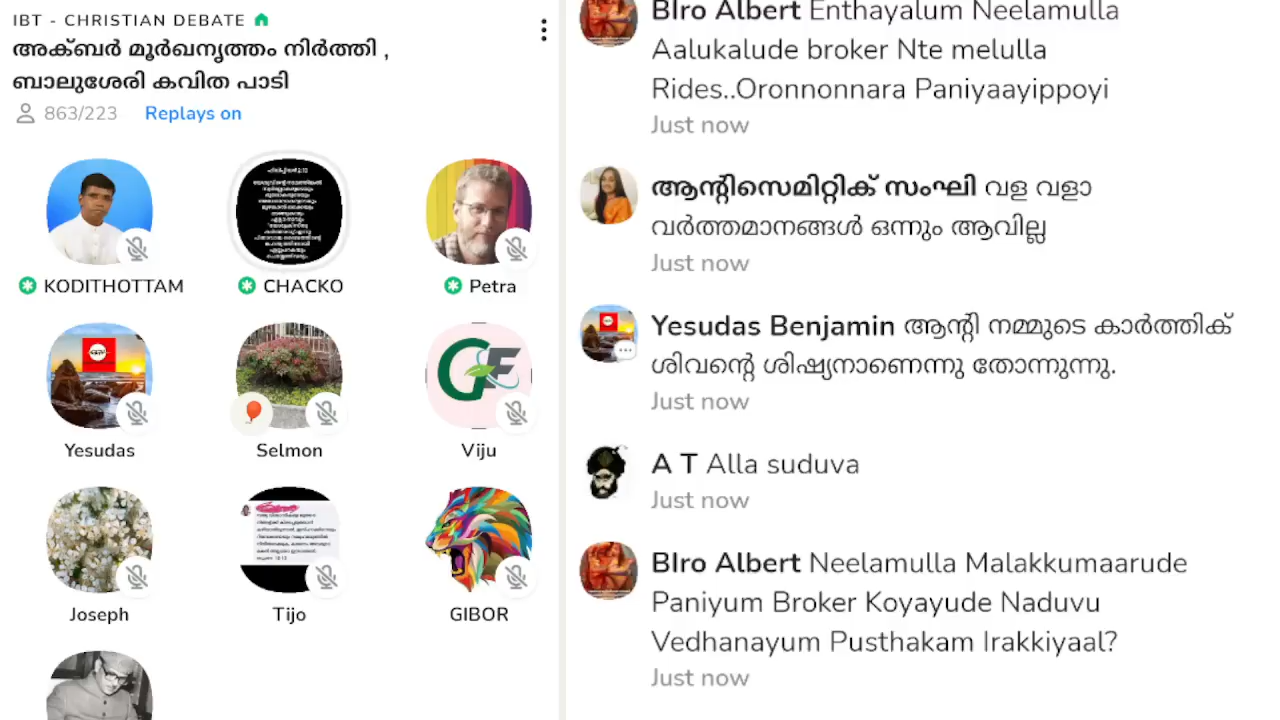 IBT - CHRISTIAN DEBATE
അക്ബർ മൂർഖനൃത്തം നിർത്തി ,
ബാലുശേരി കവിത പാടി
863/223 Replays on
KODITHOTTAM CHACKO Petra
Yesudas Selmon Viju
Joseph Tijo GIBOR
BIro Albert Enthayalum Neelamulla
Aalukalude broker Nte melulla
Rides..Oronnonnara Paniyaayippoyi
Just now
ആന്റിസെമിറ്റിക് സംഘി വള വളാ
വർത്തമാനങ്ങൾ ഒന്നും ആവില്ല
Just now
Yesudas Benjamin ആന്റി നമ്മുടെ കാർത്തിക്
ശിവന്റെ ശിഷ്യനാണെന്നു തോന്നുന്നു.
Just now
A T Alla suduva
Just now
BIro Albert Neelamulla Malakkumaarude
Paniyum Broker Koyayude Naduvu
Vedhanayum Pusthakam Irakkiyaal?
Just now